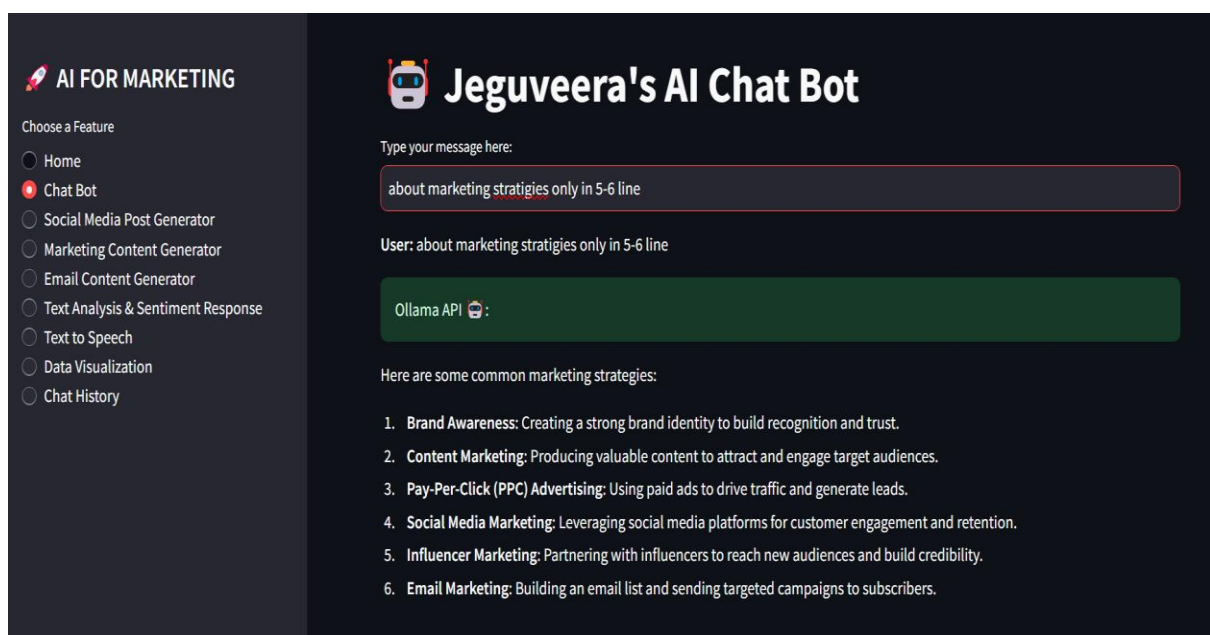 🚀 AI FOR MARKETING
Choose a Feature
Home
Chat Bot
Social Media Post Generator
Marketing Content Generator
Email Content Generator
Text Analysis & Sentiment Response
Text to Speech
Data Visualization
Chat History
🤖 Jeguveera's AI Chat Bot
Type your message here:
about marketing stratigies only in 5-6 line
User: about marketing stratigies only in 5-6 line
Ollama API 🤖:
Here are some common marketing strategies:
1. Brand Awareness: Creating a strong brand identity to build recognition and trust.
2. Content Marketing: Producing valuable content to attract and engage target audiences.
3. Pay-Per-Click (PPC) Advertising: Using paid ads to drive traffic and generate leads.
4. Social Media Marketing: Leveraging social media platforms for customer engagement and retention.
5. Influencer Marketing: Partnering with influencers to reach new audiences and build credibility.
6. Email Marketing: Building an email list and sending targeted campaigns to subscribers.